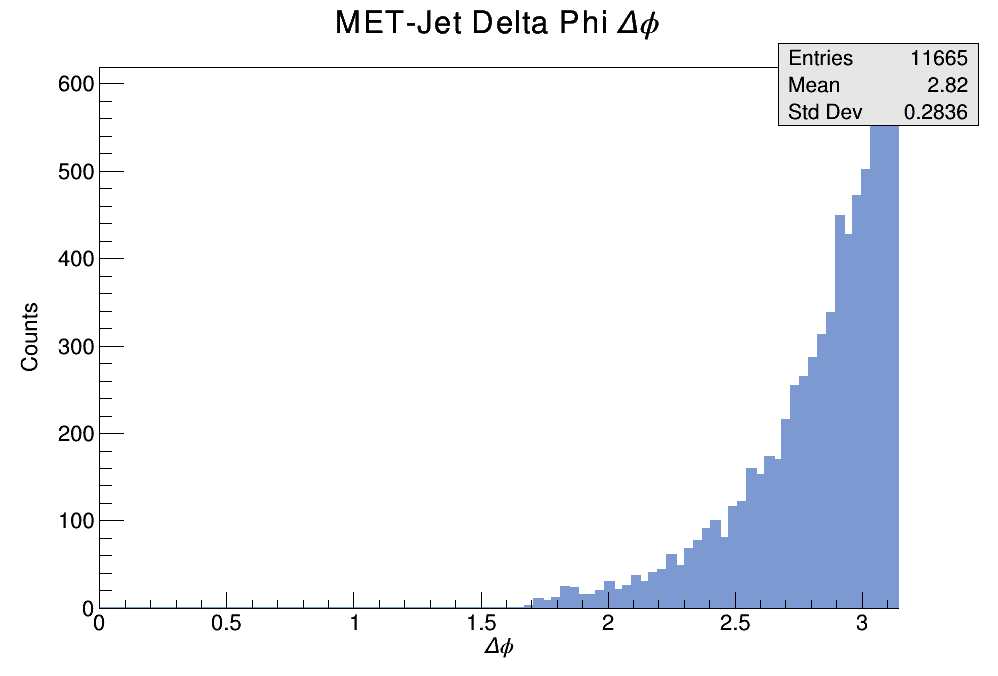 MET-Jet Delta Phi Δϕ
Entries 11665
Mean 2.82
Std Dev 0.2836
600
500
400
300
200
100
0
Counts
0 0.5 1 1.5 2 2.5 3
Δϕ